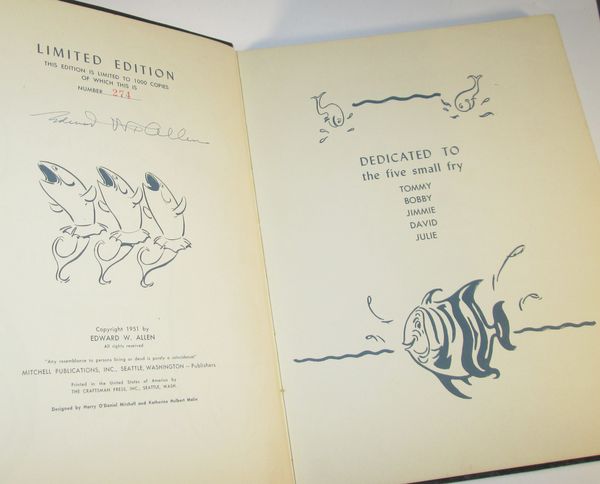 LIMITED EDITION
THIS EDITION IS LIMITED TO 1000 COPIES
OF WHICH THIS IS
NUMBER 274
Edward W. Allen
Copyright 1951 by
EDWARD W. ALLEN
All rights reserved
"Any resemblance to persons living or dead is purely a coincidence"
MITCHELL PUBLICATIONS, INC., SEATTLE, WASHINGTON — Publishers
Printed in the United States of America by
THE CRAFTSMAN PRESS, INC., SEATTLE, WASH.
Designed by Harry O'Daniel Mitchell and Katherine Hulbert Malin
DEDICATED TO
the five small fry
TOMMY
BOBBY
JIMMIE
DAVID
JULIE